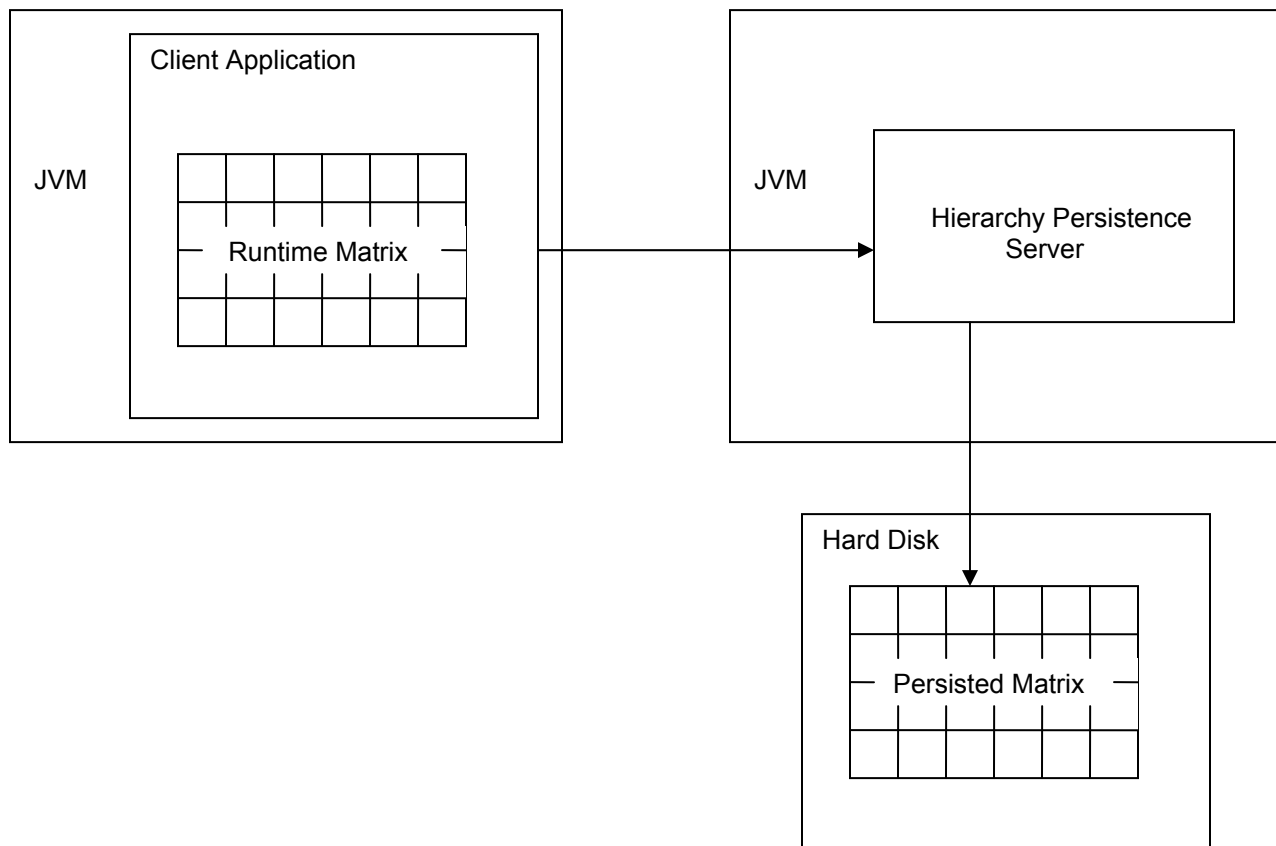 Client Application
JVM
Runtime Matrix
JVM
Hierarchy Persistence
Server
Hard Disk
Persisted Matrix